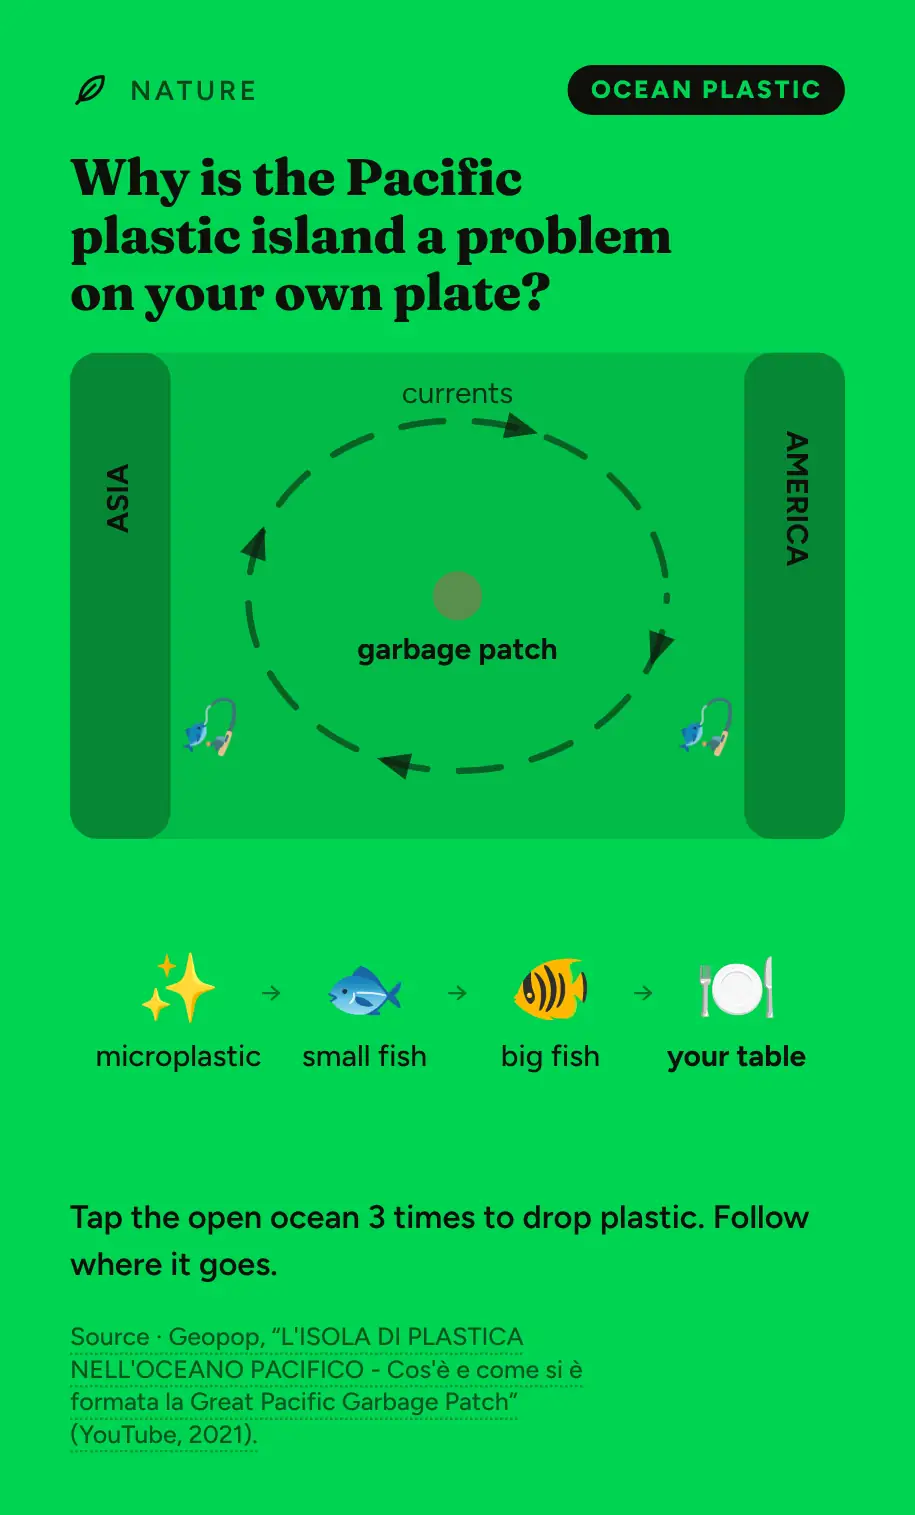 NATURE
OCEAN PLASTIC
Why is the Pacific
plastic island a problem
on your own plate?
currents
ASIA
AMERICA
garbage patch
microplastic
small fish
big fish
your table
Tap the open ocean 3 times to drop plastic. Follow
where it goes.
Source · Geopop, “L'ISOLA DI PLASTICA
NELL'OCEANO PACIFICO - Cos'è e come si è
formata la Great Pacific Garbage Patch”
(YouTube, 2021).